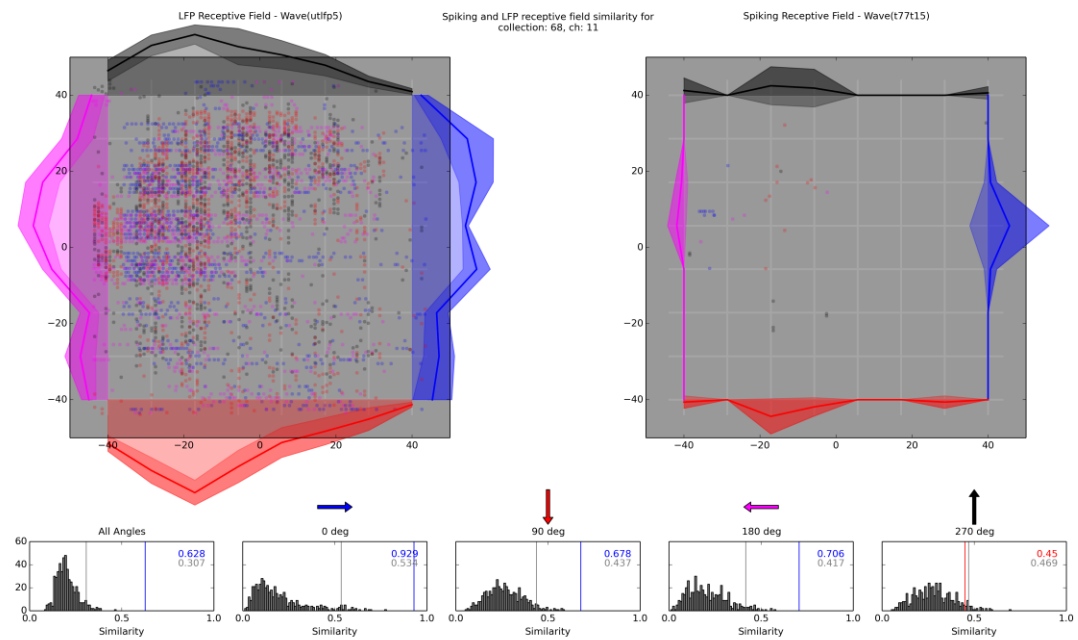 LFP Receptive Field - Wave(utlfp5)
Spiking and LFP receptive field similarity for
collection: 68, ch: 11
Spiking Receptive Field - Wave(t77t15)
40
20
0
−20
−40
−40 −20 0 20 40
40
20
0
−20
−40
−40 −20 0 20 40
All Angles
0 deg
90 deg
180 deg
270 deg
60
50
40
30
20
10
0
0.628
0.307
0.929
0.534
0.678
0.437
0.706
0.417
0.45
0.469
0.0 0.5 1.0
0.0 0.5 1.0
0.0 0.5 1.0
0.0 0.5 1.0
0.0 0.5 1.0
Similarity
Similarity
Similarity
Similarity
Similarity